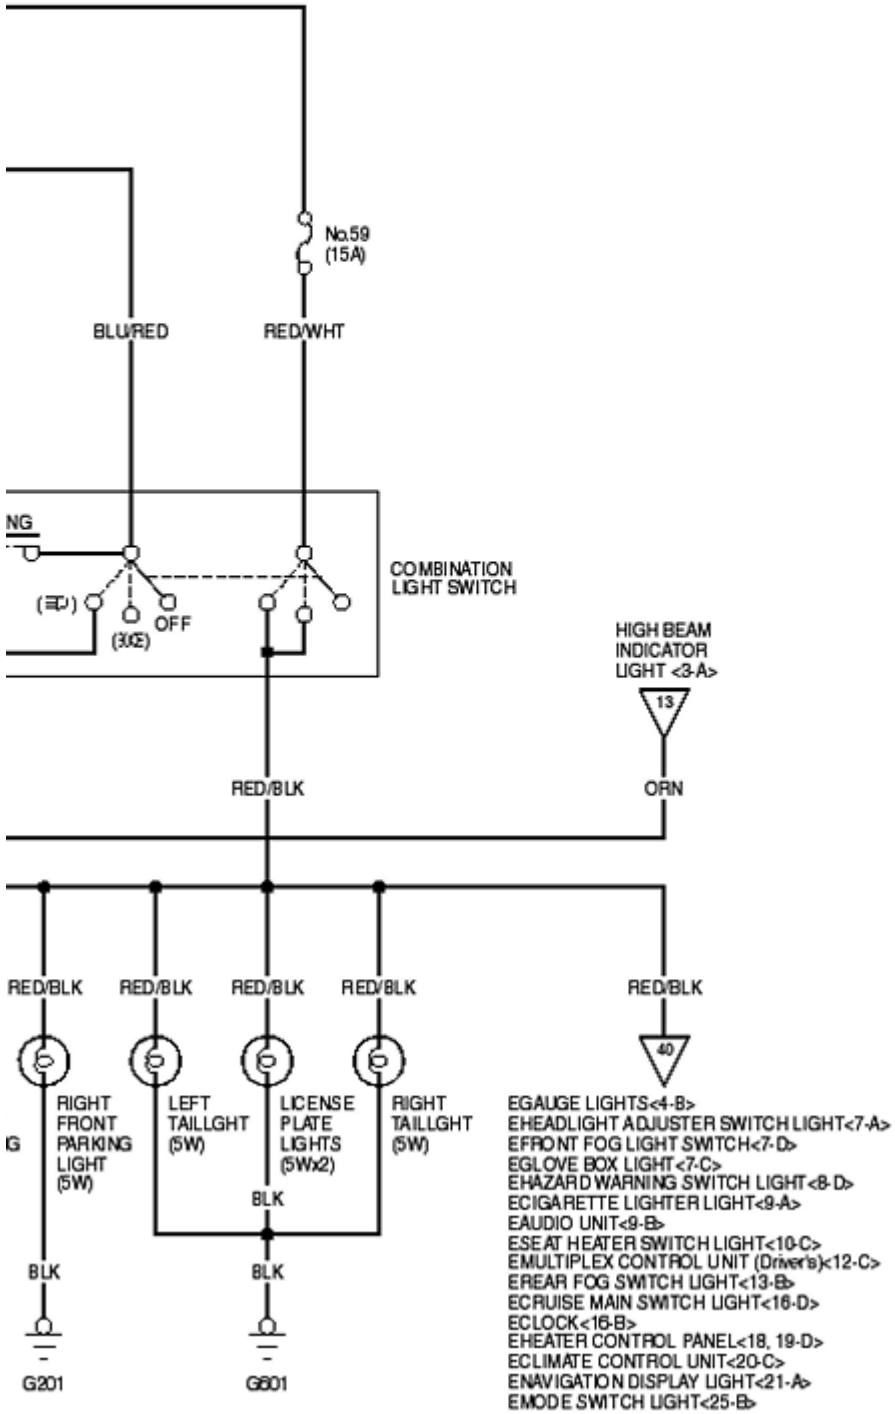 No.59
(15A)
BLU/RED
RED/WHT
NG
COMBINATION
LIGHT SWITCH
OFF
HIGH BEAM
INDICATOR
LIGHT <3-A>
13
RED/BLK
ORN
RED/BLK
RED/BLK
RED/BLK
RED/BLK
RED/BLK
40
G
RIGHT
FRONT
PARKING
LIGHT
(5W)
LEFT
TAILLGHT
(5W)
LICENSE
PLATE
LIGHTS
(5Wx2)
RIGHT
TAILLGHT
(5W)
BLK
BLK
BLK
G201
G601
EGAUGE LIGHTS<4-B>
EHEADLIGHT ADJUSTER SWITCH LIGHT<7-A>
EFRONT FOG LIGHT SWITCH<7-D>
EGLOVE BOX LIGHT<7-C>
EHAZARD WARNING SWITCH LIGHT<8-D>
ECIGARETTE LIGHTER LIGHT<9-A>
EAUDIO UNIT<9-B>
ESEAT HEATER SWITCH LIGHT<10-C>
EMULTIPLEX CONTROL UNIT (Driver's)<12-C>
EREAR FOG SWITCH LIGHT<13-B>
ECRUISE MAIN SWITCH LIGHT<16-D>
ECLOCK<16-B>
EHEATER CONTROL PANEL<18, 19-D>
ECLIMATE CONTROL UNIT<20-C>
ENAVIGATION DISPLAY LIGHT<21-A>
EMODE SWITCH LIGHT<25-B>